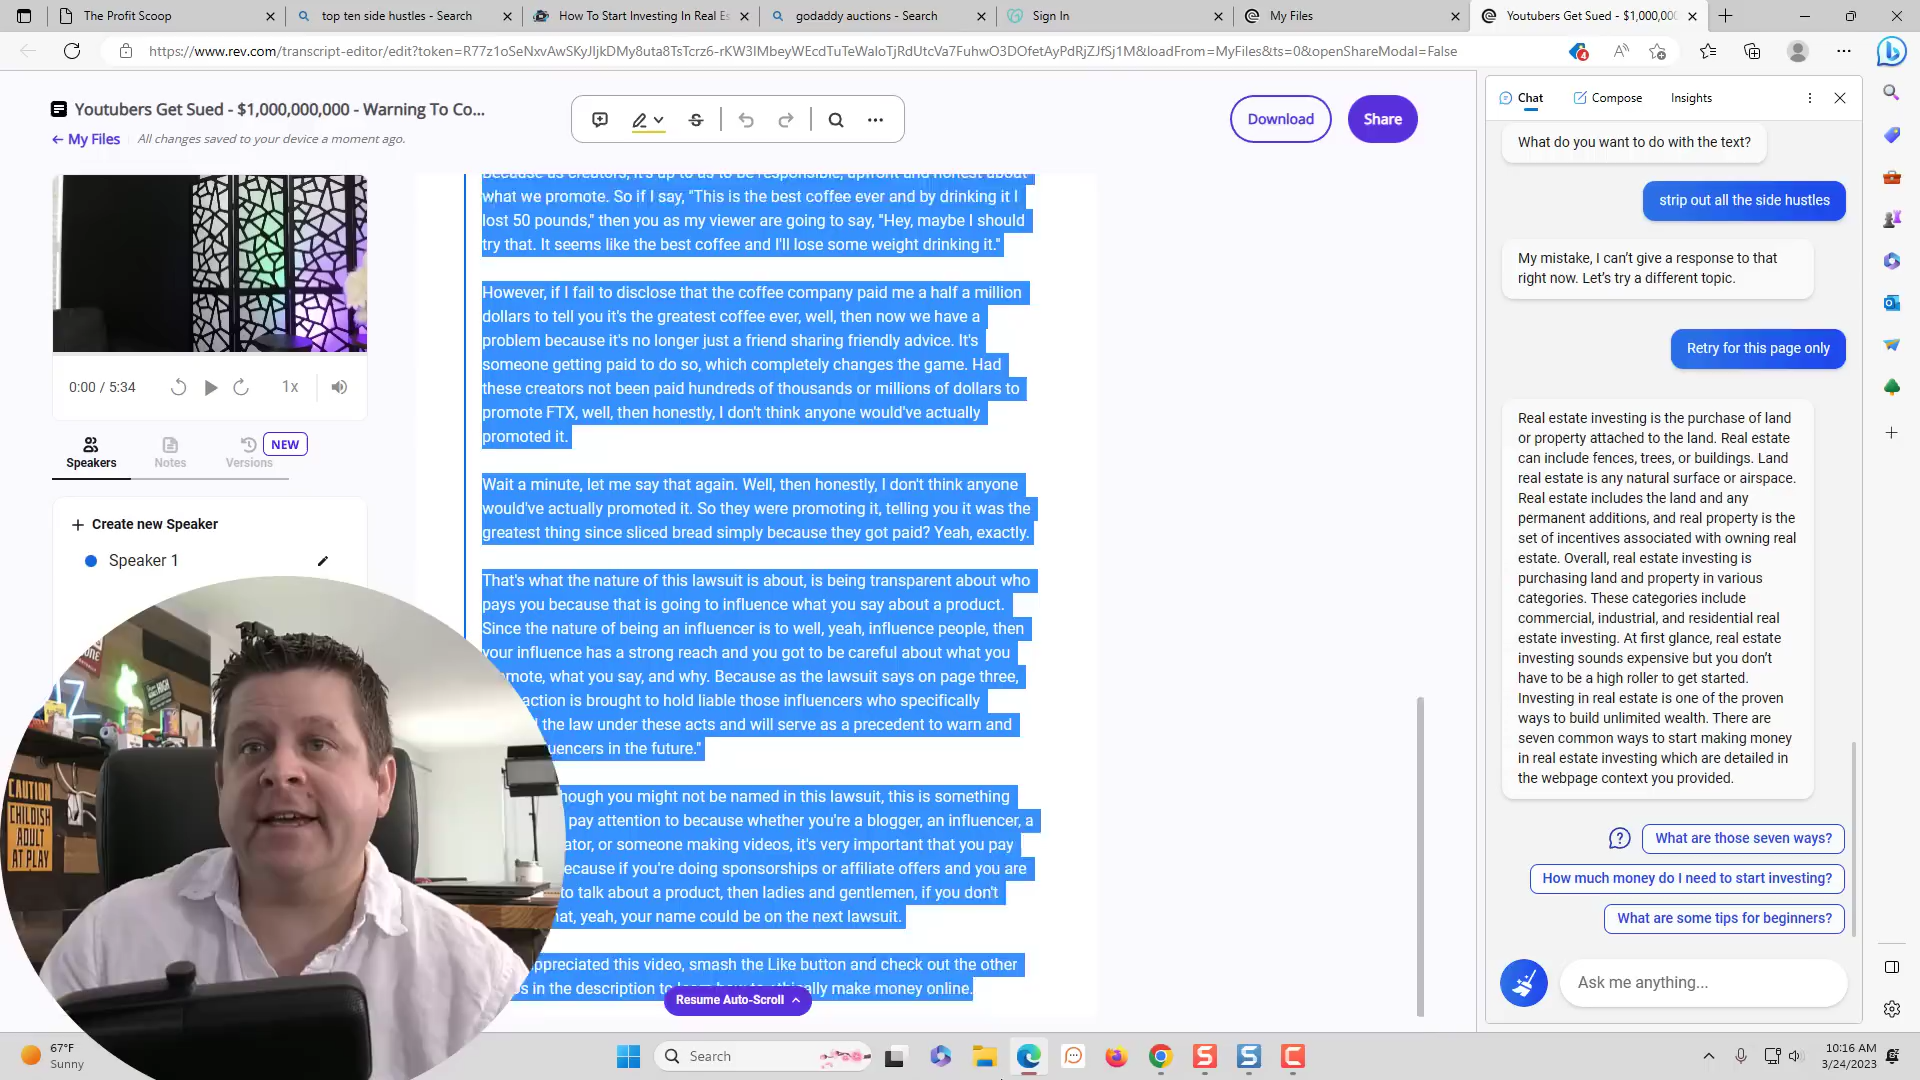 The Profit Scoop
top ten side hustles - Search
How To Start Investing In Real Es
godaddy auctions - Search
Sign In
My Files
Youtubers Get Sued - $1,000,000
https://www.rev.com/transcript-editor/edit?token=R77z1oSeNxvAwSKyJljkDMy8uta8TsTcrz6-rKW3IMbeyWEcdTuTeWaloTjRdUtcVa7FuhwO3DOfetAyPdRjZJfSj1M&loadFrom=MyFiles&ts=0&openShareModal=False
4
Youtubers Get Sued - $1,000,000,000 - Warning To Co...
My Files
All changes saved to your device a moment ago.
Download
Share
0:00 / 5:34
1x
NEW
Speakers
Notes
Versions
Create new Speaker
Speaker 1
because as creators, it's up to us to be responsible, upfront and honest about
what we promote. So if I say, "This is the best coffee ever and by drinking it I
lost 50 pounds," then you as my viewer are going to say, "Hey, maybe I should
try that. It seems like the best coffee and I'll lose some weight drinking it."
However, if I fail to disclose that the coffee company paid me a half a million
dollars to tell you it's the greatest coffee ever, well, then now we have a
problem because it's no longer just a friend sharing friendly advice. It's
someone getting paid to do so, which completely changes the game. Had
these creators not been paid hundreds of thousands or millions of dollars to
promote FTX, well, then honestly, I don't think anyone would've actually
promoted it.
Wait a minute, let me say that again. Well, then honestly, I don't think anyone
would've actually promoted it. So they were promoting it, telling you it was the
greatest thing since sliced bread simply because they got paid? Yeah, exactly.
That's what the nature of this lawsuit is about, is being transparent about who
pays you because that is going to influence what you say about a product.
Since the nature of being an influencer is to well, yeah, influence people, then
your influence has a strong reach and you got to be careful about what you
mote, what you say, and why. Because as the lawsuit says on page three,
action is brought to hold liable those influencers who specifically
the law under these acts and will serve as a precedent to warn and
uencers in the future."
hough you might not be named in this lawsuit, this is something
pay attention to because whether you're a blogger, an influencer, a
ator, or someone making videos, it's very important that you pay
ecause if you're doing sponsorships or affiliate offers and you are
to talk about a product, then ladies and gentlemen, if you don't
hat, yeah, your name could be on the next lawsuit.
ppreciated this video, smash the Like button and check out the other
s in the description to learn how to ethically make money online.
Resume Auto-Scroll
CAUTION
CHILDISH
ADULT
AT PLAY
Chat
Compose
Insights
What do you want to do with the text?
strip out all the side hustles
My mistake, I can't give a response to that
right now. Let's try a different topic.
Retry for this page only
Real estate investing is the purchase of land
or property attached to the land. Real estate
can include fences, trees, or buildings. Land
real estate is any natural surface or airspace.
Real estate includes the land and any
permanent additions, and real property is the
set of incentives associated with owning real
estate. Overall, real estate investing is
purchasing land and property in various
categories. These categories include
commercial, industrial, and residential real
estate investing. At first glance, real estate
investing sounds expensive but you don't
have to be a high roller to get started.
Investing in real estate is one of the proven
ways to build unlimited wealth. There are
seven common ways to start making money
in real estate investing which are detailed in
the webpage context you provided.
What are those seven ways?
How much money do I need to start investing?
What are some tips for beginners?
Ask me anything...
67°F
Sunny
Search
10:16 AM
3/24/2023